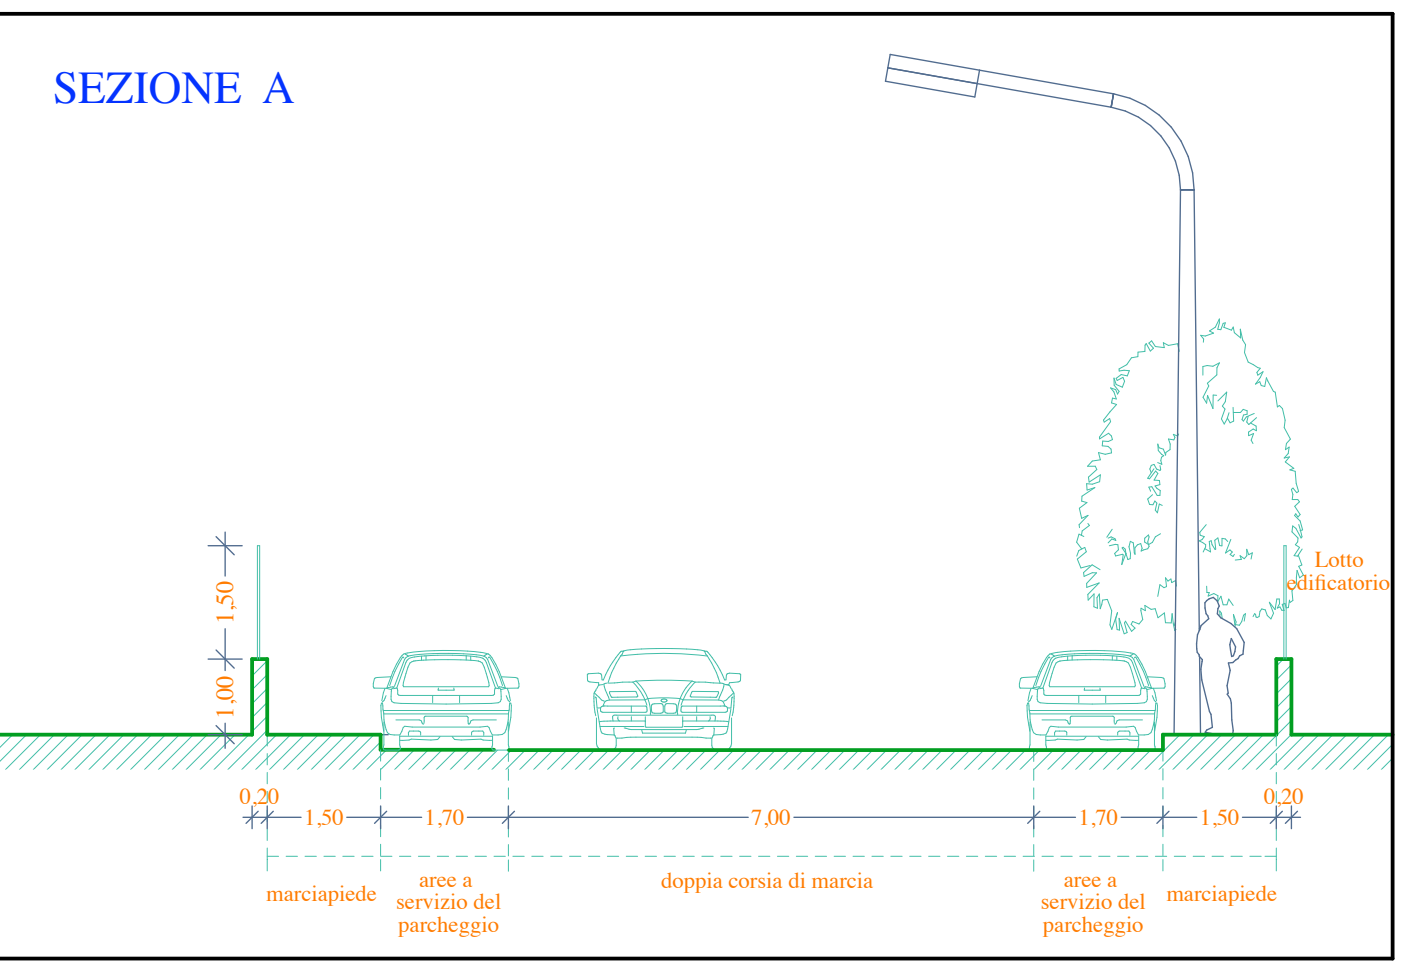 SEZIONE A
1,50
1,00
Lotto
edificatorio
0,20
1,50
1,70
7,00
1,70
1,50
0,20
marciapiede
aree a
servizio del
parcheggio
doppia corsia di marcia
aree a
servizio del
parcheggio
marciapiede